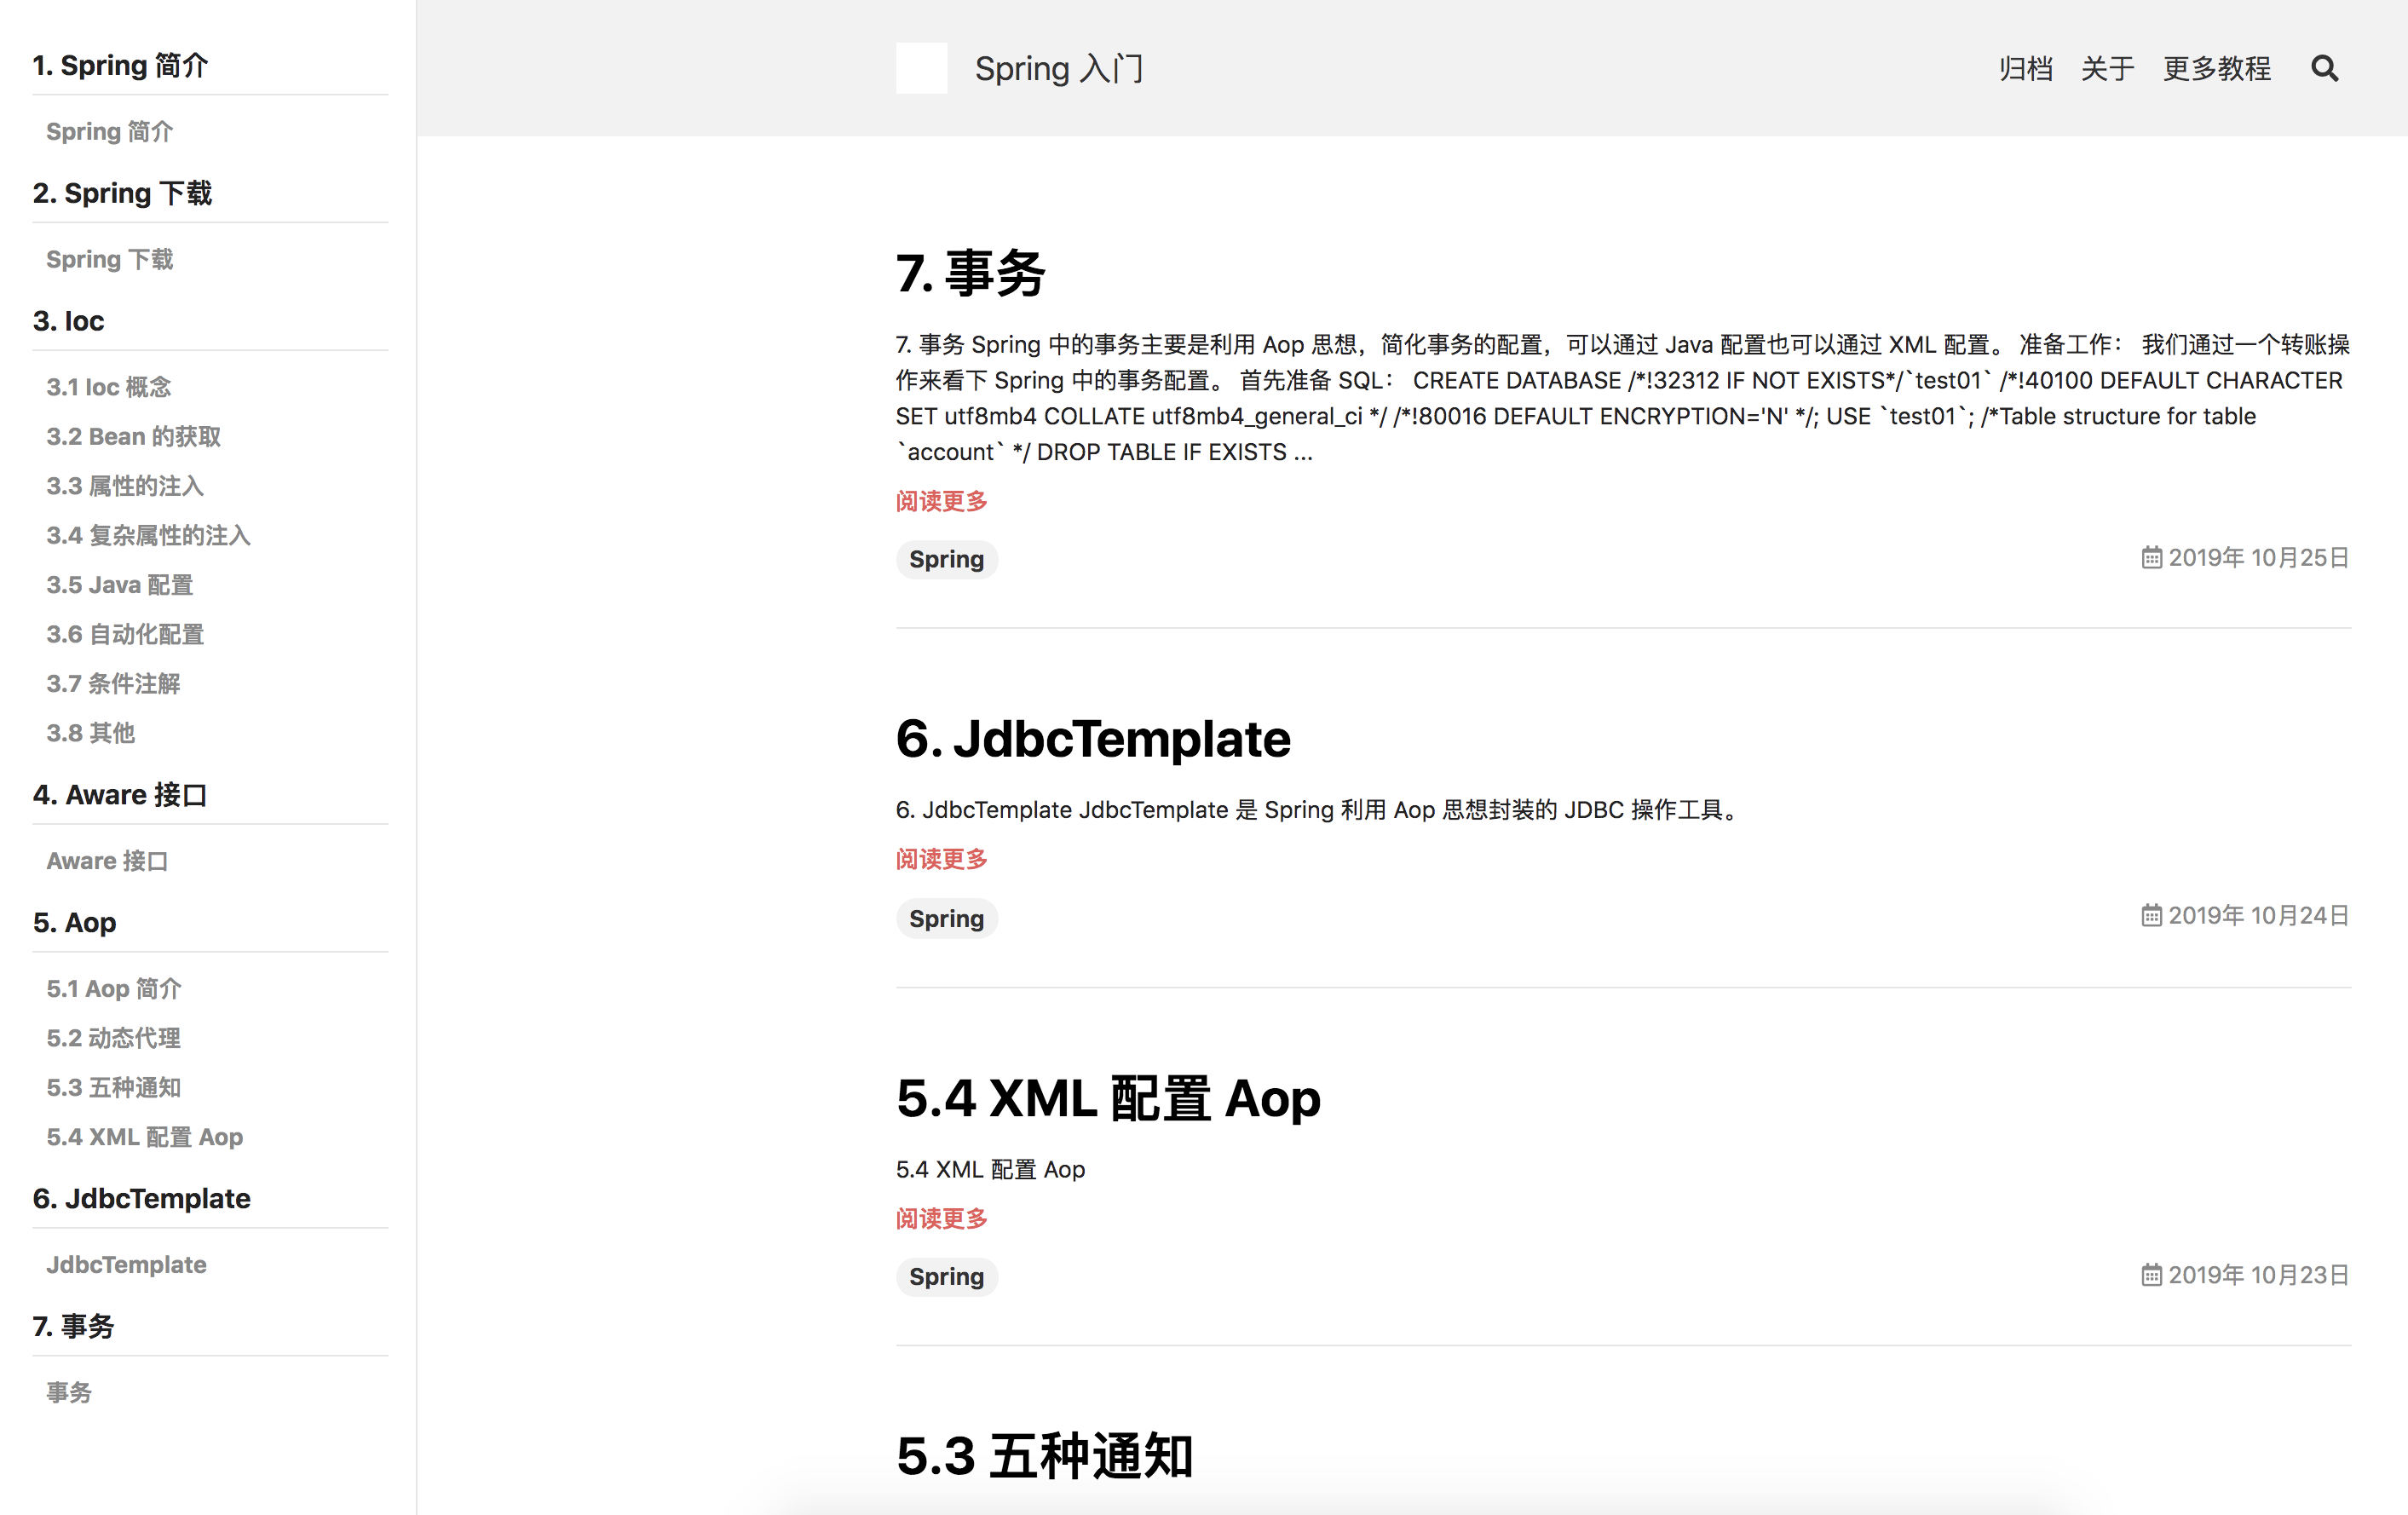 1. Spring 简介
Spring 简介
2. Spring 下载
Spring 下载
3. Ioc
3.1 Ioc 概念
3.2 Bean 的获取
3.3 属性的注入
3.4 复杂属性的注入
3.5 Java 配置
3.6 自动化配置
3.7 条件注解
3.8 其他
4. Aware 接口
Aware 接口
5. Aop
5.1 Aop 简介
5.2 动态代理
5.3 五种通知
5.4 XML 配置 Aop
6. JdbcTemplate
JdbcTemplate
7. 事务
事务
Spring 入门
归档 关于 更多教程
7. 事务
7. 事务 Spring 中的事务主要是利用 Aop 思想，简化事务的配置，可以通过 Java 配置也可以通过 XML 配置。 准备工作： 我们通过一个转账操
作来看下 Spring 中的事务配置。 首先准备 SQL： CREATE DATABASE /*!32312 IF NOT EXISTS*/`test01` /*!40100 DEFAULT CHARACTER
SET utf8mb4 COLLATE utf8mb4_general_ci */ /*!80016 DEFAULT ENCRYPTION='N' */; USE `test01`; /*Table structure for table
`account` */ DROP TABLE IF EXISTS ...
阅读更多
Spring
2019年 10月25日
6. JdbcTemplate
6. JdbcTemplate JdbcTemplate 是 Spring 利用 Aop 思想封装的 JDBC 操作工具。
阅读更多
Spring
2019年 10月24日
5.4 XML 配置 Aop
5.4 XML 配置 Aop
阅读更多
Spring
2019年 10月23日
5.3 五种通知